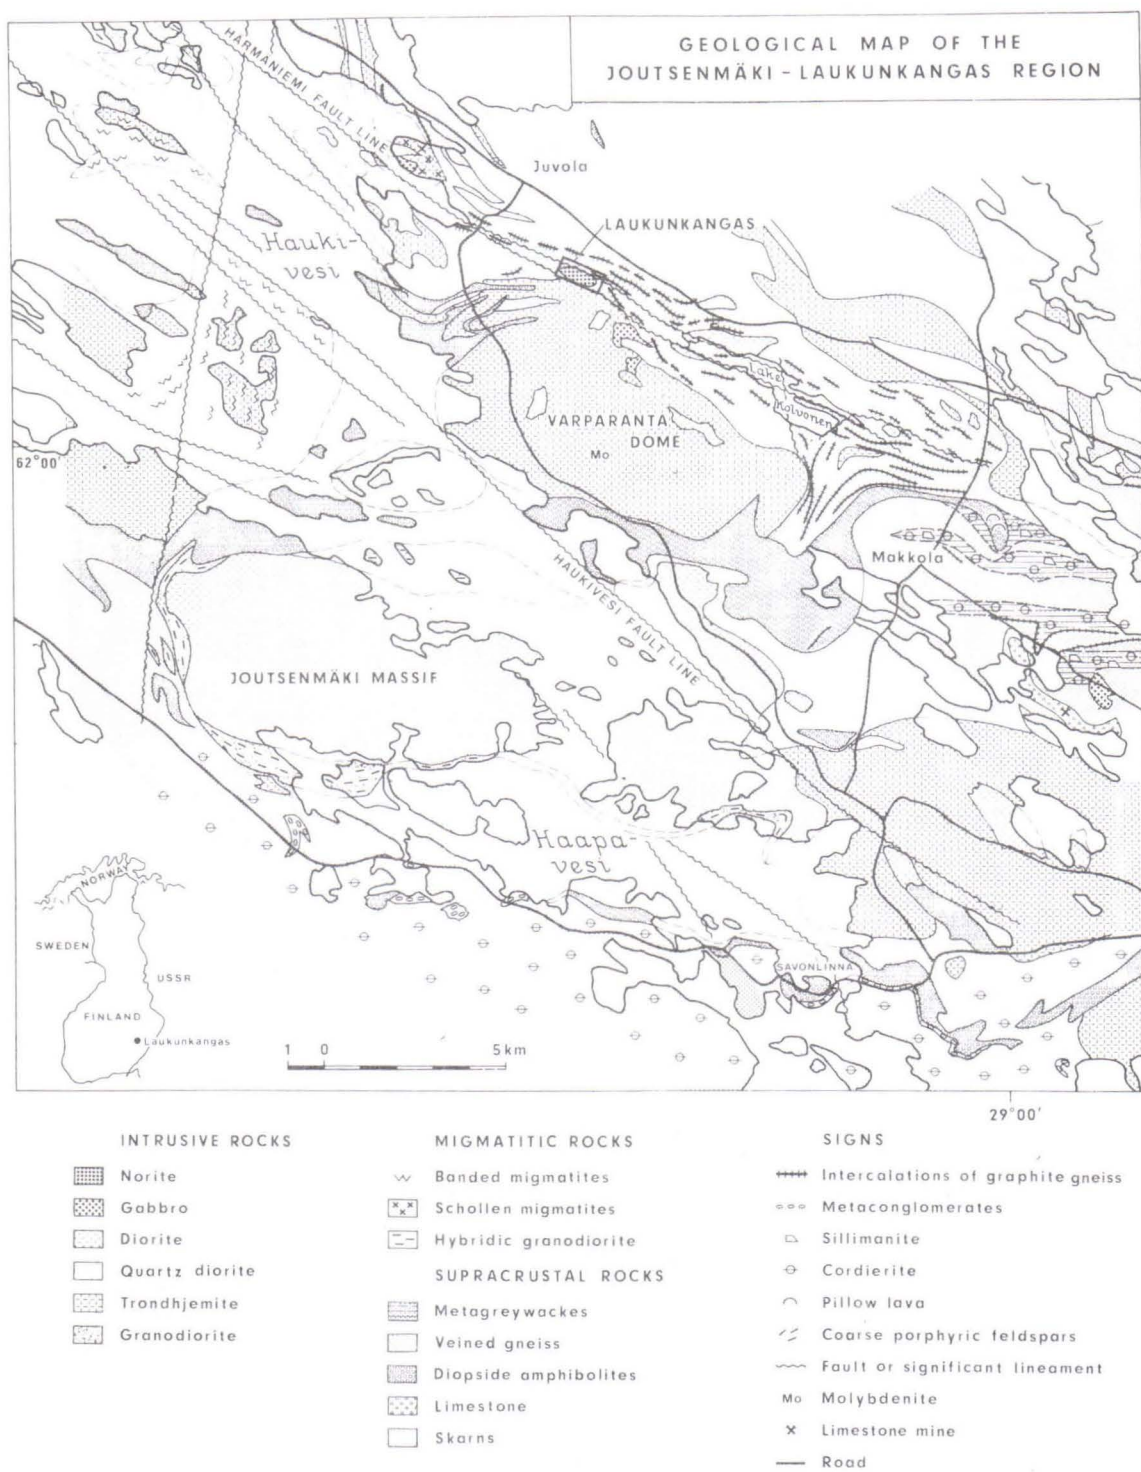 GEOLOGICAL MAP OF THE
JOUTSENMÄKI – LAUKUNKANGAS REGION
HARMANIEMI FAULT LINE
Juvola
LAUKUNKANGAS
Hauki-
vesi
Lake
Kolvonen
VARPARANTA
DOME
Mo
62°00'
Makkola
HAUKIVESI FAULT LINE
JOUTSENMÄKI MASSIF
Haapa-
vesi
SAVONLINNA
NORWAY
SWEDEN
USSR
FINLAND
Laukunkangas
1 0 5 km
29°00'
INTRUSIVE ROCKS
Norite
Gabbro
Diorite
Quartz diorite
Trondhjemite
Granodiorite
MIGMATITIC ROCKS
Banded migmatites
Schollen migmatites
Hybridic granodiorite
SUPRACRUSTAL ROCKS
Metagreywackes
Veined gneiss
Diopside amphibolites
Limestone
Skarns
SIGNS
Intercalations of graphite gneiss
Metaconglomerates
Sillimanite
Cordierite
Pillow lava
Coarse porphyric feldspars
Fault or significant lineament
Mo Molybdenite
Limestone mine
Road